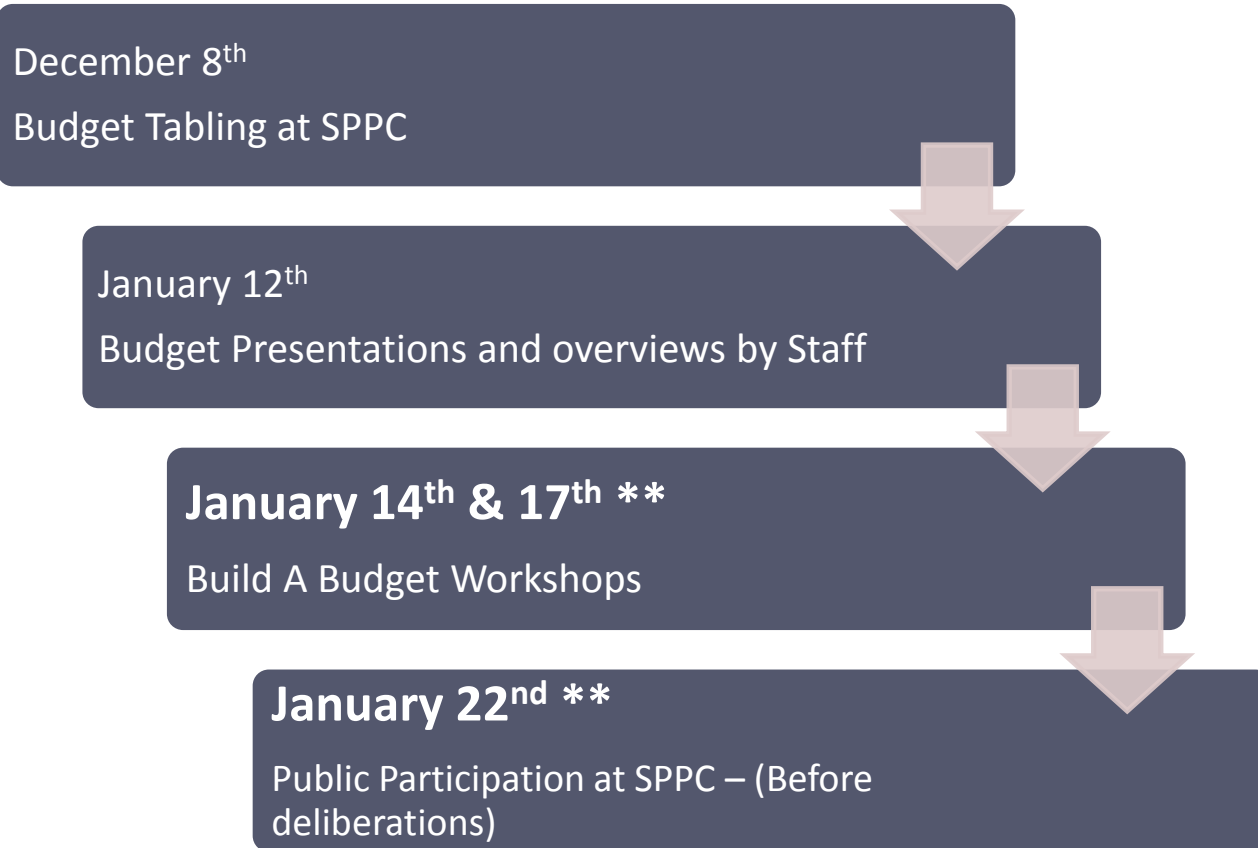 December 8th
Budget Tabling at SPPC
January 12th
Budget Presentations and overviews by Staff
January 14th & 17th **
Build A Budget Workshops
January 22nd **
Public Participation at SPPC – (Before
deliberations)